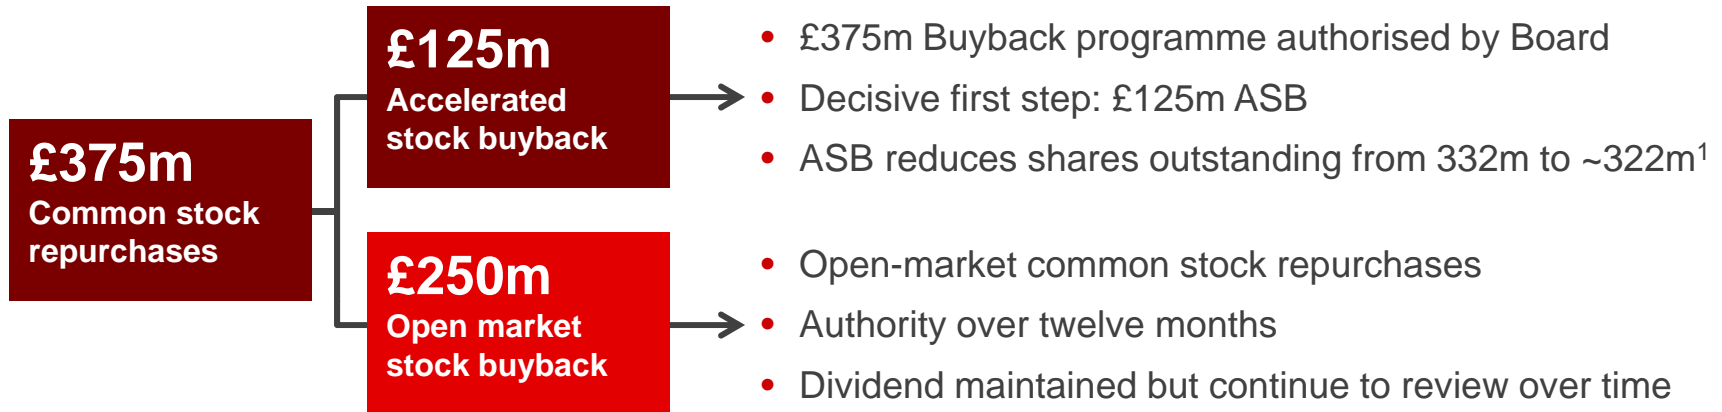 £375m
Common stock
repurchases
£125m
Accelerated
stock buyback
• £375m Buyback programme authorised by Board
• Decisive first step: £125m ASB
• ASB reduces shares outstanding from 332m to ~322m¹
£250m
Open market
stock buyback
• Open-market common stock repurchases
• Authority over twelve months
• Dividend maintained but continue to review over time